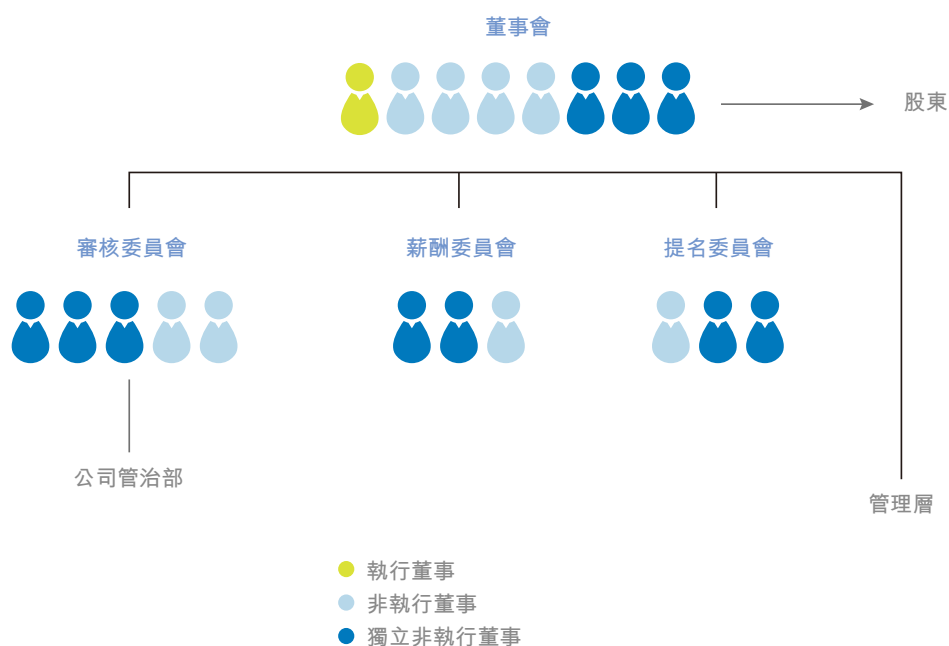 董事會
股東
審核委員會
薪酬委員會
提名委員會
公司管治部
管理層
執行董事
非執行董事
獨立非執行董事